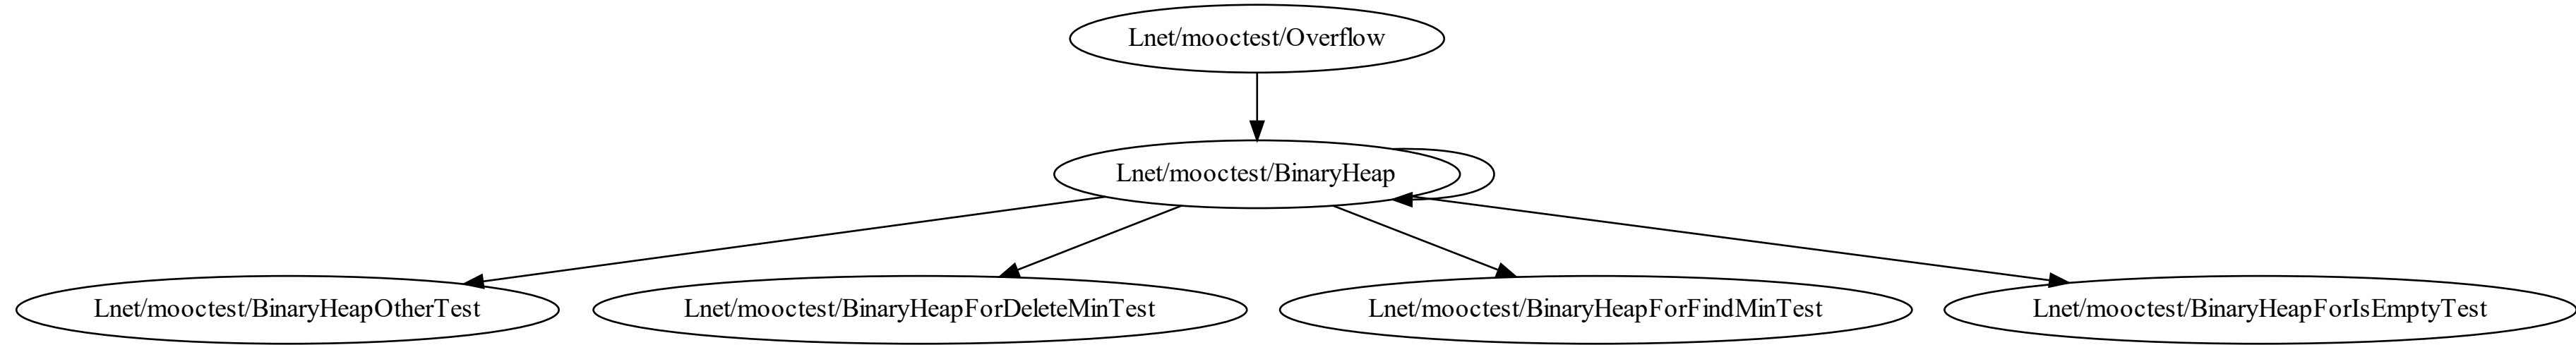 Lnet/mooctest/Overflow
Lnet/mooctest/BinaryHeap
Lnet/mooctest/BinaryHeapOtherTest
Lnet/mooctest/BinaryHeapForDeleteMinTest
Lnet/mooctest/BinaryHeapForFindMinTest
Lnet/mooctest/BinaryHeapForIsEmptyTest